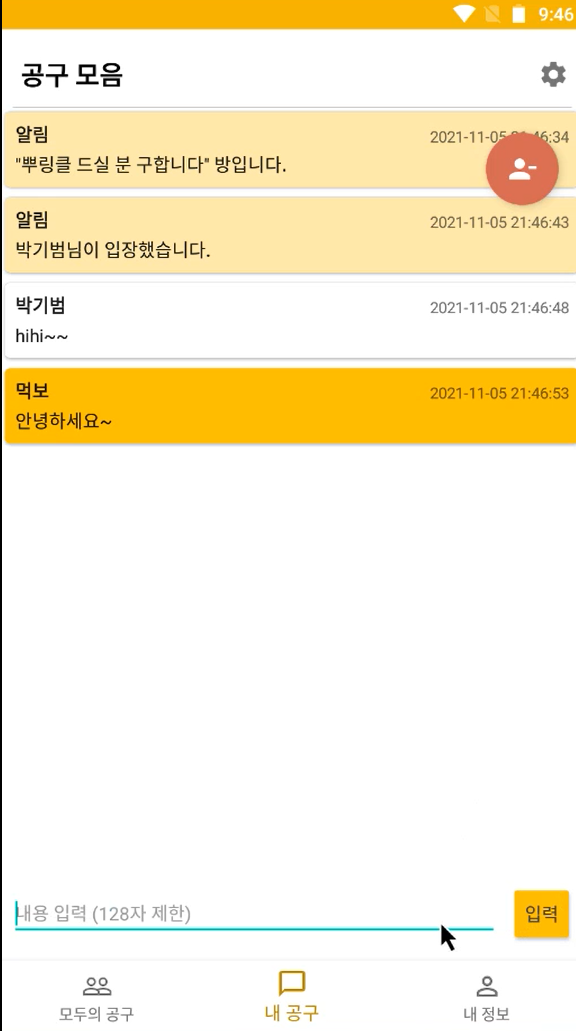 9:46
공구 모음
알림
2021-11-05 21:46:34
"뿌링클 드실 분 구합니다" 방입니다.
알림
2021-11-05 21:46:43
박기범님이 입장했습니다.
박기범
2021-11-05 21:46:48
hihi~~
먹보
2021-11-05 21:46:53
안녕하세요~
내용 입력 (128자 제한)
입력
모두의 공구
내 공구
내 정보